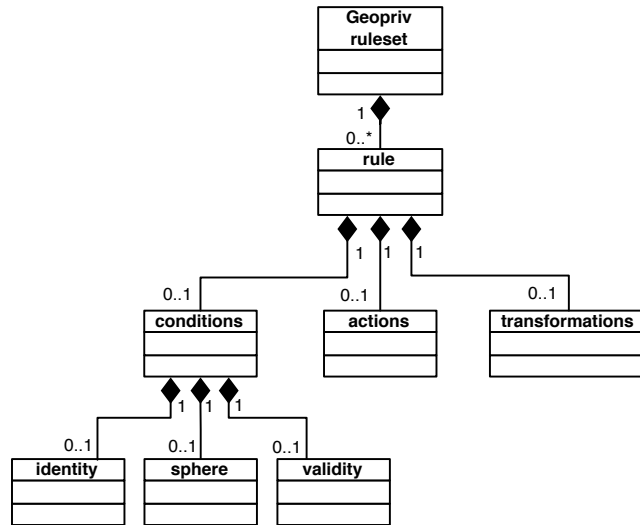 Geopriv
ruleset
1
0..*
rule
1 1 1
0..1 0..1 0..1
conditions actions transformations
1 1 1
0..1 0..1 0..1
identity sphere validity